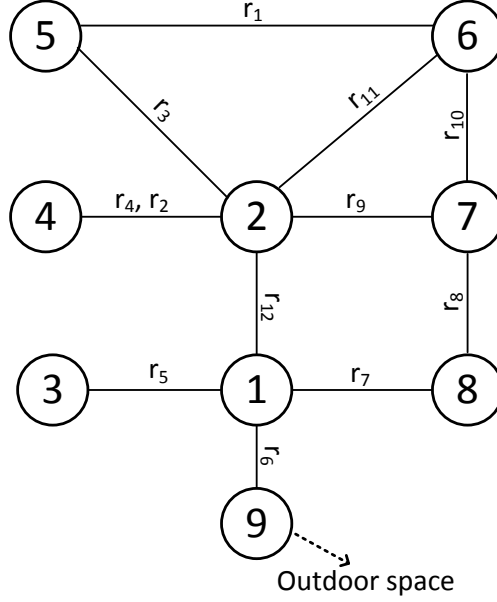 r₁
5
6
r₃
r₁₁
r₁₀
r₄, r₂
4
2
r₉
7
r₁₂
r₈
r₅
3
1
r₇
8
r₆
9
Outdoor space